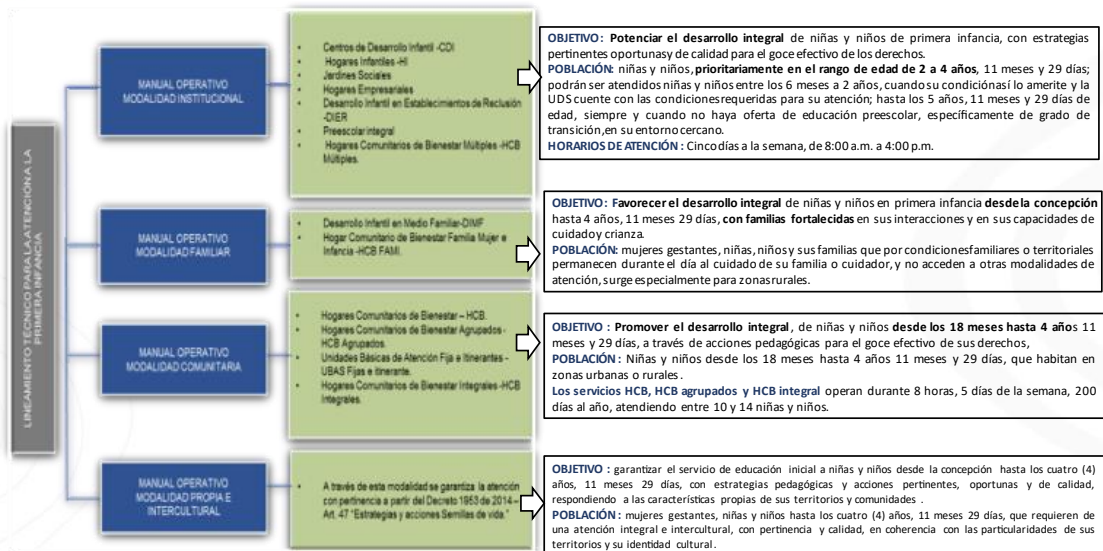 LINEAMIENTO TÉCNICO PARA LA ATENCIÓN A LA
PRIMERA INFANCIA
MANUAL OPERATIVO
MODALIDAD INSTITUCIONAL
• Centros de Desarrollo Infantil -CDI
• Hogares Infantiles -HI
• Jardines Sociales
• Hogares Empresariales
• Desarrollo Infantil en Establecimientos de Reclusión
-DIER
• Preescolar integral
• Hogares Comunitarios de Bienestar Múltiples -HCB
Múltiples.
OBJETIVO: Potenciar el desarrollo integral de niñas y niños de primera infancia, con estrategias
pertinentes oportunas y de calidad para el goce efectivo de los derechos.
POBLACIÓN: niñas y niños, prioritariamente en el rango de edad de 2 a 4 años, 11 meses y 29 días;
podrán ser atendidos niñas y niños entre los 6 meses a 2 años, cuando su condición así lo amerite y la
UDS cuente con las condiciones requeridas para su atención; hasta los 5 años, 11 meses y 29 días de
edad, siempre y cuando no haya oferta de educación preescolar, específicamente de grado de
transición, en su entorno cercano.
HORARIOS DE ATENCIÓN : Cinco días a la semana, de 8:00 a.m. a 4:00 p.m.
MANUAL OPERATIVO
MODALIDAD FAMILIAR
• Desarrollo Infantil en Medio Familiar-DIMF
• Hogar Comunitario de Bienestar Familia Mujer e
Infancia -HCB FAMI.
OBJETIVO: Favorecer el desarrollo integral de niñas y niños en primera infancia desde la concepción
hasta 4 años, 11 meses 29 días, con familias fortalecidas en sus interacciones y en sus capacidades de
cuidado y crianza.
POBLACIÓN: mujeres gestantes, niñas, niños y sus familias que por condiciones familiares o territoriales
permanecen durante el día al cuidado de su familia o cuidador, y no acceden a otras modalidades de
atención, surge especialmente para zonas rurales.
MANUAL OPERATIVO
MODALIDAD COMUNITARIA
• Hogares Comunitarios de Bienestar – HCB.
• Hogares Comunitarios de Bienestar Agrupados -
HCB Agrupados.
• Unidades Básicas de Atención Fija e Itinerantes -
UBAS Fijas e itinerante.
• Hogares Comunitarios de Bienestar Integrales -HCB
Integrales.
OBJETIVO : Promover el desarrollo integral, de niñas y niños desde los 18 meses hasta 4 años 11
meses y 29 días, a través de acciones pedagógicas para el goce efectivo de sus derechos,
POBLACIÓN : Niñas y niños desde los 18 meses hasta 4 años 11 meses y 29 días, que habitan en
zonas urbanas o rurales.
Los servicios HCB, HCB agrupados y HCB integral operan durante 8 horas, 5 días de la semana, 200
días al año, atendiendo entre 10 y 14 niñas y niños.
MANUAL OPERATIVO
MODALIDAD PROPIA E
INTERCULTURAL
• A través de esta modalidad se garantiza la atención
con pertinencia a partir del Decreto 1953 de 2014 –
Art. 47 "Estrategias y acciones Semillas de vida."
OBJETIVO : garantizar el servicio de educación inicial a niñas y niños desde la concepción hasta los cuatro (4)
años, 11 meses 29 días, con estrategias pedagógicas y acciones pertinentes, oportunas y de calidad,
respondiendo a las características propias de sus territorios y comunidades .
POBLACIÓN : mujeres gestantes, niñas y niños hasta los cuatro (4) años, 11 meses 29 días, que requieren de
una atención integral e intercultural, con pertinencia y calidad, en coherencia con las particularidades de sus
territorios y su identidad cultural.